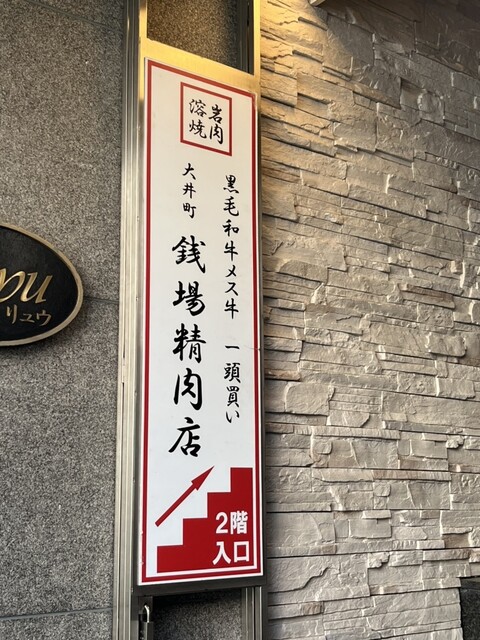 溶岩
焼肉
黒毛和牛メス牛 一頭買い
大井町
銭場精肉店
2階
入口
リュウ